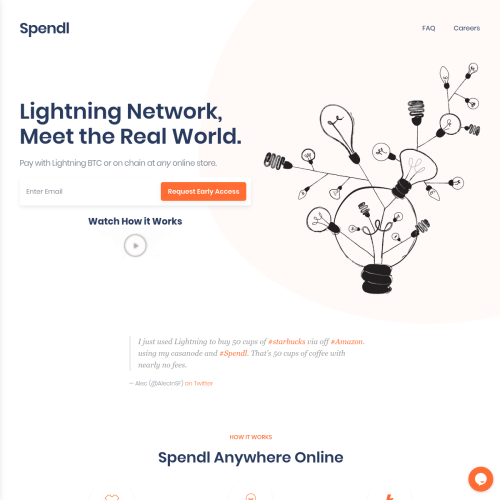 Spendl
FAQ Careers
Lightning Network,
Meet the Real World.
Pay with Lightning BTC or on chain at any online store.
Enter Email
Request Early Access
Watch How it Works
I just used Lightning to buy 50 cups of #starbucks via off #Amazon.
using my casanode and #Spendl. That's 50 cups of coffee with
nearly no fees.
— Alec (@AlecInSF) on Twitter
HOW IT WORKS
Spendl Anywhere Online